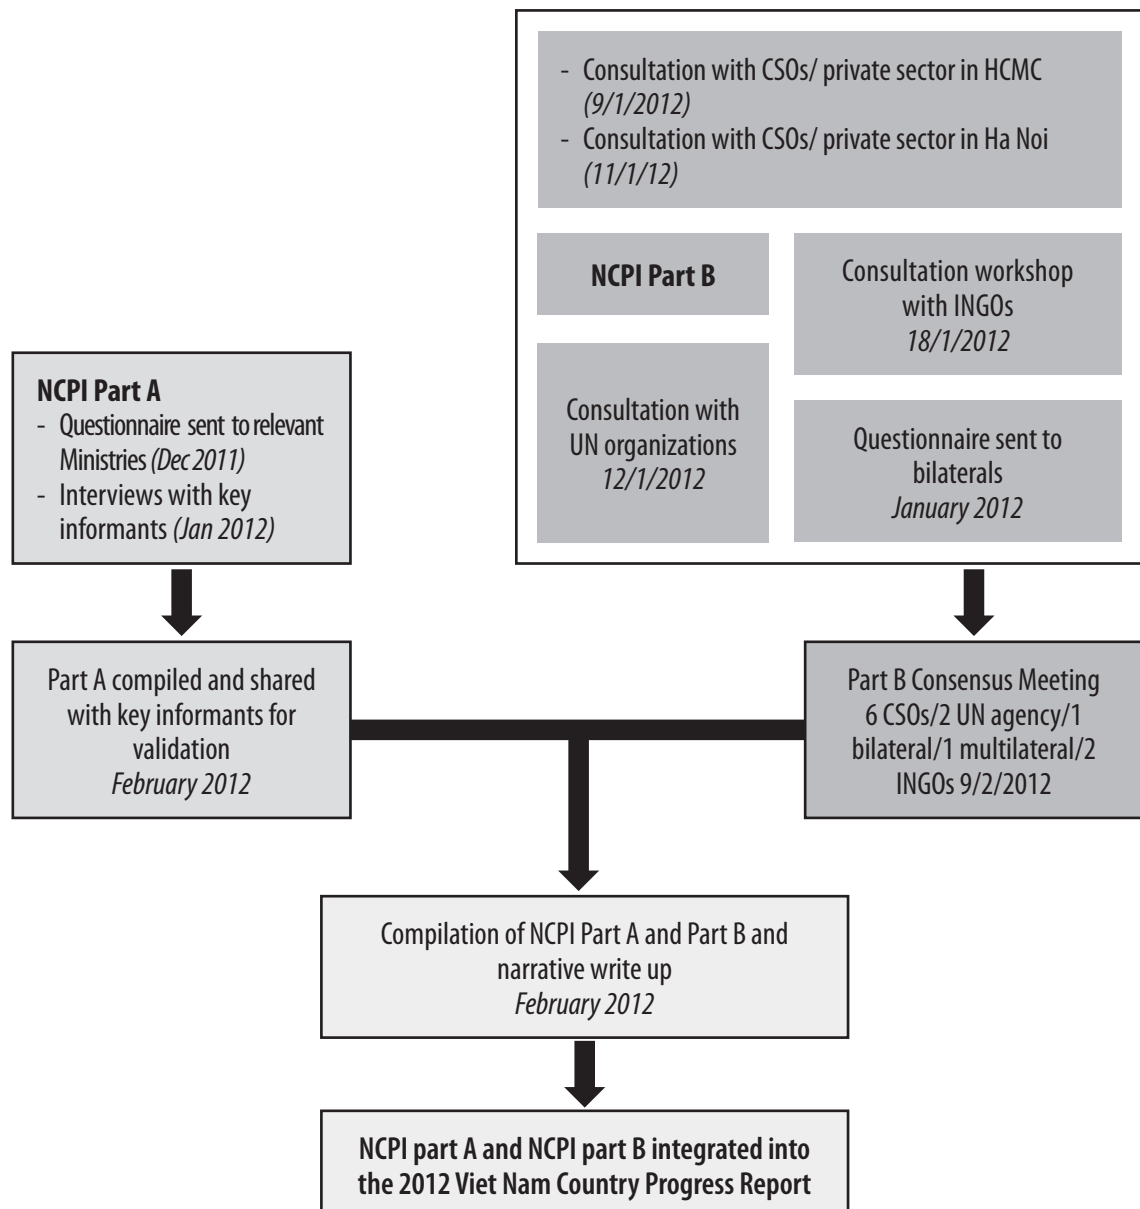 - Consultation with CSOs/ private sector in HCMC
(9/1/2012)
- Consultation with CSOs/ private sector in Ha Noi
(11/1/12)
NCPI Part B
Consultation workshop
with INGOs
18/1/2012
Consultation with
UN organizations
12/1/2012
Questionnaire sent to
bilaterals
January 2012
NCPI Part A
- Questionnaire sent to relevant
Ministries (Dec 2011)
- Interviews with key
informants (Jan 2012)
Part A compiled and shared
with key informants for
validation
February 2012
Part B Consensus Meeting
6 CSOs/2 UN agency/1
bilateral/1 multilateral/2
INGOs 9/2/2012
Compilation of NCPI Part A and Part B and
narrative write up
February 2012
NCPI part A and NCPI part B integrated into
the 2012 Viet Nam Country Progress Report